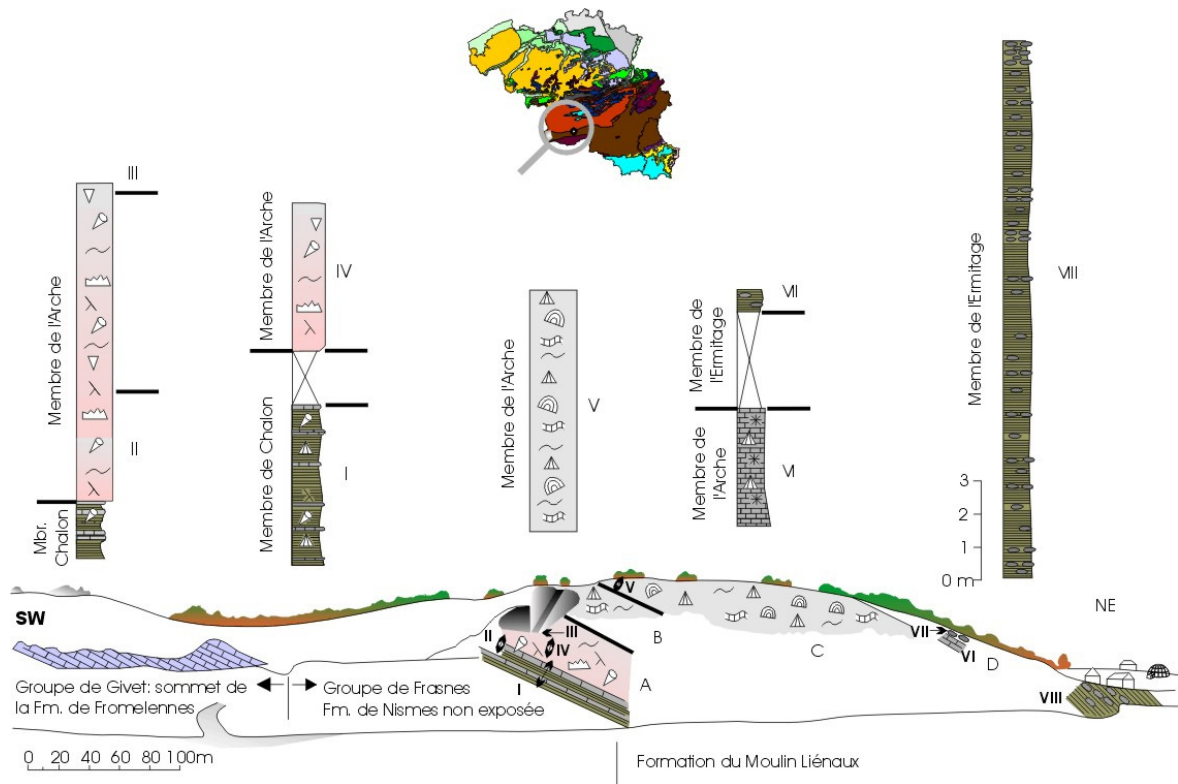 III
Membre de l'Arche
II
Mbr.
Chalon
Membre de l'Arche
IV
Membre de Chalon
I
Membre de l'Arche
V
VII
Membre de
l'Ermitage
Membre de
l'Arche
VI
Membre de l'Ermitage
VIII
3
2
1
0 m
SW
NE
II
III
IV
I
V
A
B
C
D
VII
VI
VIII
Groupe de Givet: sommet de
la Fm. de Fromelennes
Groupe de Frasnes
Fm. de Nismes non exposée
0 20 40 60 80 100m
Formation du Moulin Liénaux